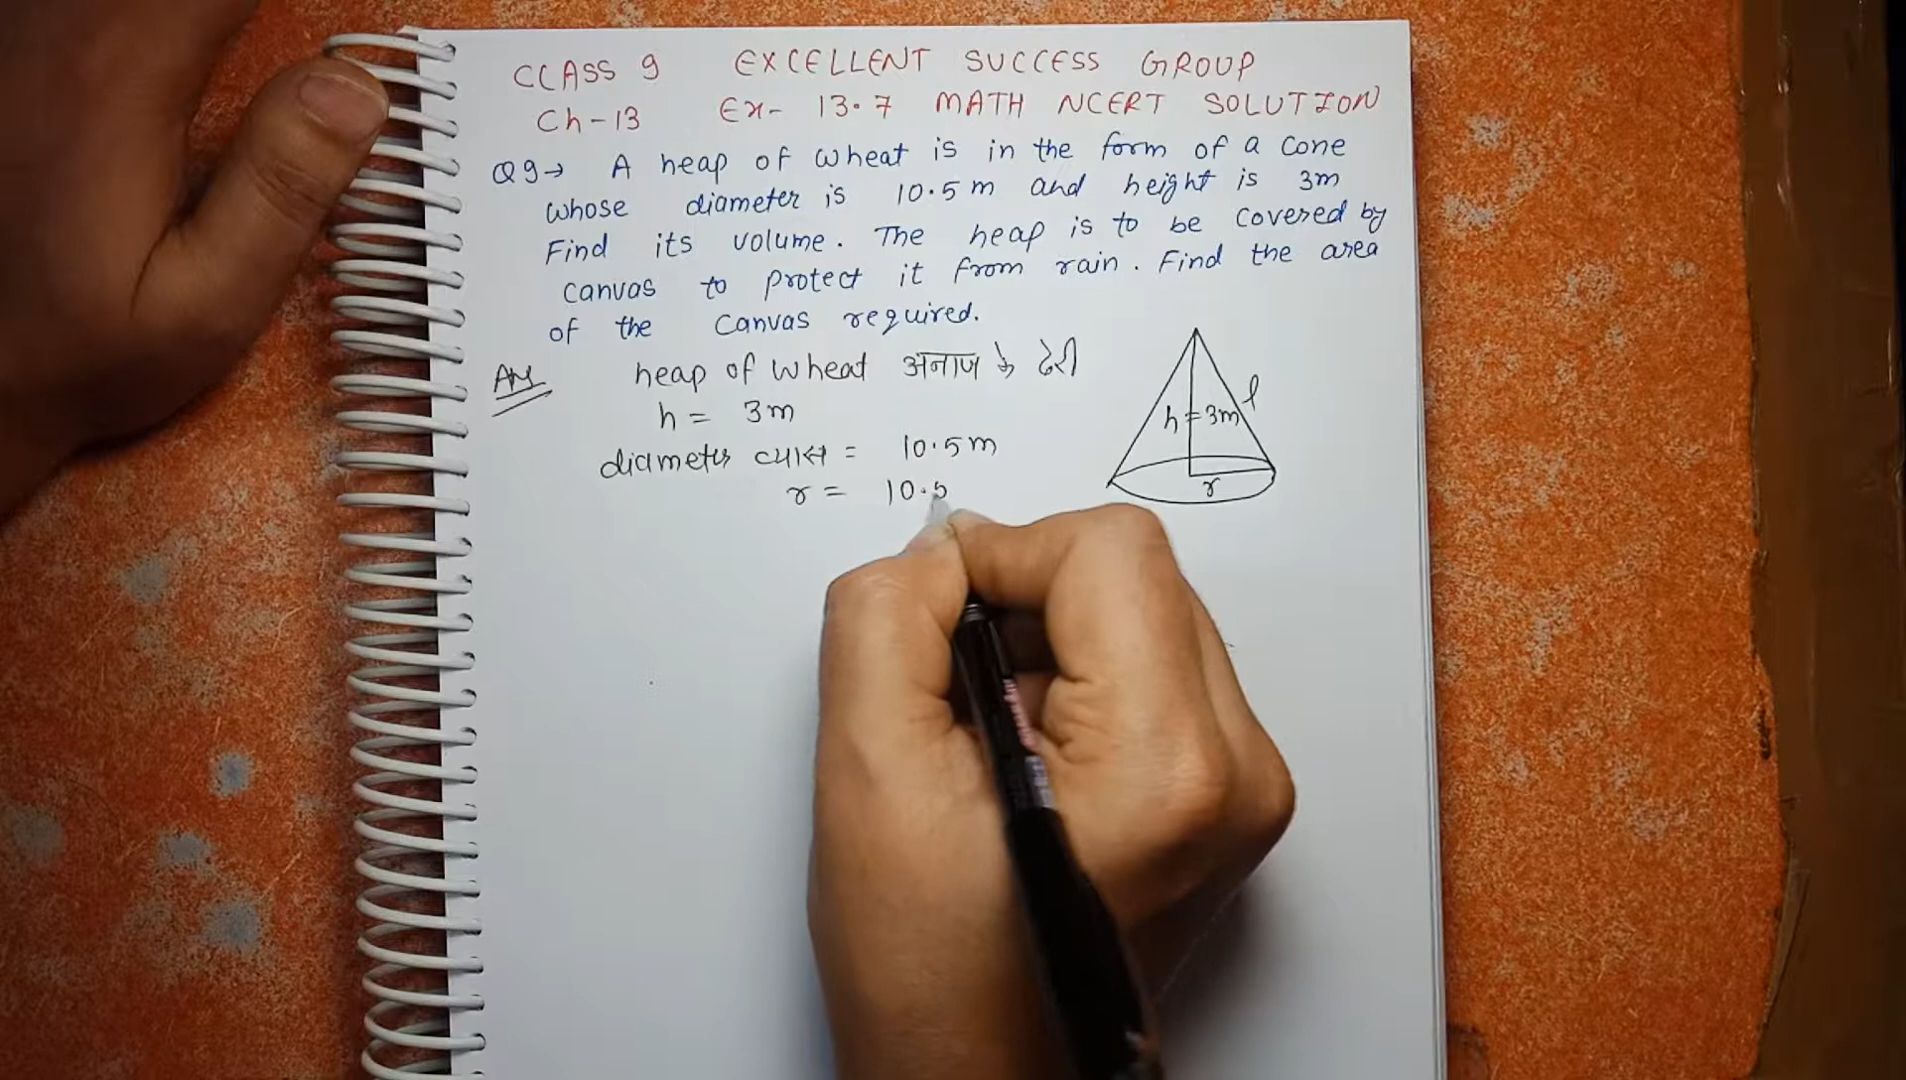 CLASS 9 EXCELLENT SUCCESS GROUP
Ch-13 Ex- 13.7 MATH NCERT SOLUTION
Q9→ A heap of wheat is in the form of a cone
whose diameter is 10.5m and height is 3m
Find its volume. The heap is to be covered by
canvas to protect it from rain. Find the area
of the canvas required.
Ans heap of wheat अनाज के ढेरी
h = 3m
diameter व्यास = 10.5m
r = 10.5
h = 3m
l
r